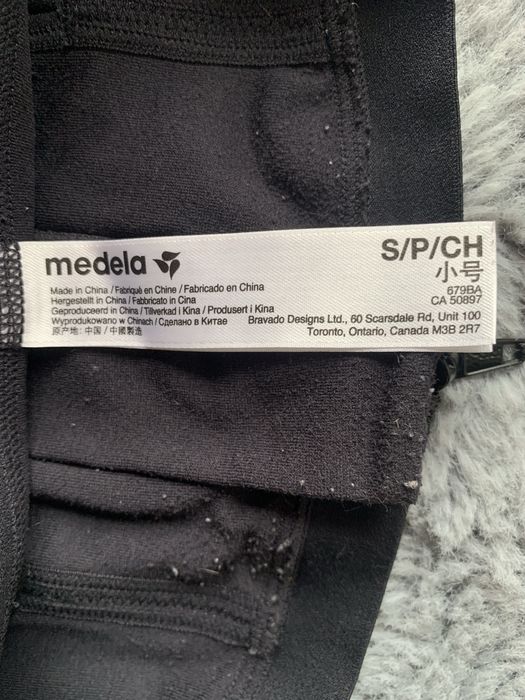 medela
Made in China / Fabriqué en Chine / Fabricado en China
Hergestellt in China / Fabbricato in Cina
Geproduceerd in China / Tillverkad i Kina / Produsert i Kina
Wyprodukowano w Chinach / Сделано в Китае
原产地: 中国 / 中國製造
S/P/CH
小号
679BA
CA 50897
Bravado Designs Ltd., 60 Scarsdale Rd, Unit 100
Toronto, Ontario, Canada M3B 2R7